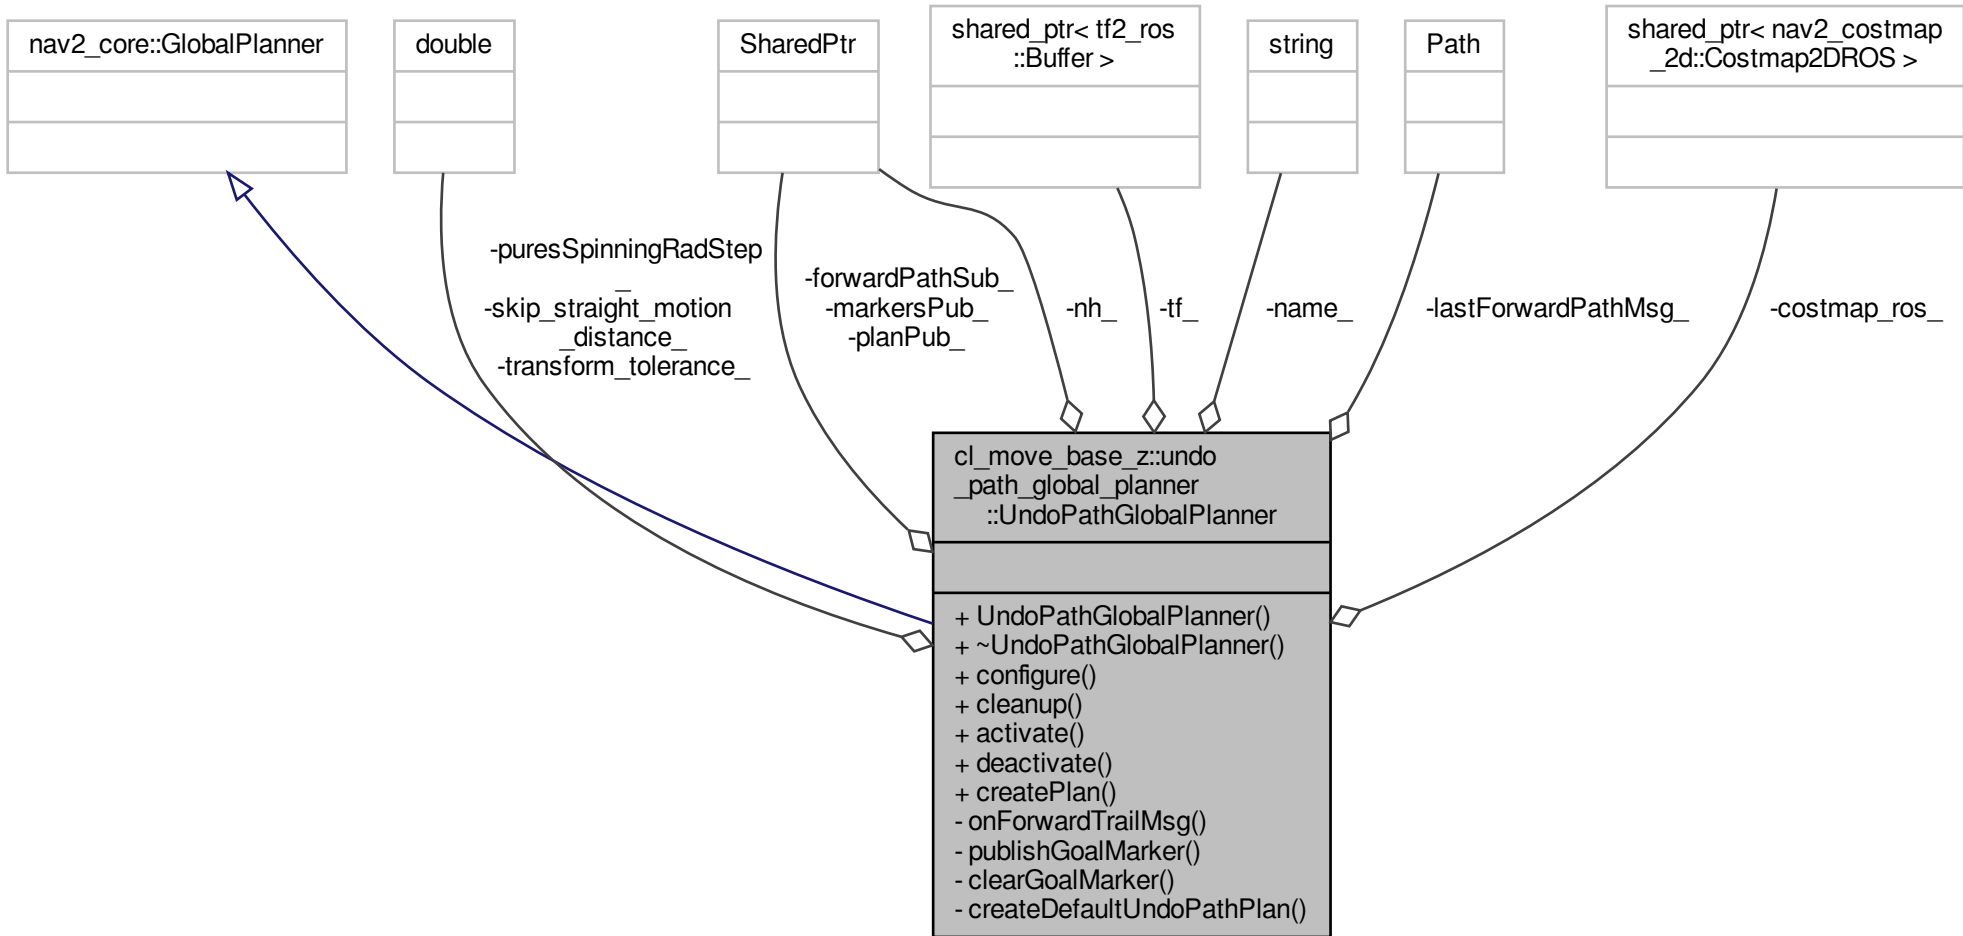 nav2_core::GlobalPlanner
double
SharedPtr
shared_ptr< tf2_ros
::Buffer >
string
Path
shared_ptr< nav2_costmap
_2d::Costmap2DROS >
-puresSpinningRadStep
_
-skip_straight_motion
_distance_
-transform_tolerance_
-forwardPathSub_
-markersPub_
-planPub_
-nh_
-tf_
-name_
-lastForwardPathMsg_
-costmap_ros_
cl_move_base_z::undo
_path_global_planner
::UndoPathGlobalPlanner
+ UndoPathGlobalPlanner()
+ ~UndoPathGlobalPlanner()
+ configure()
+ cleanup()
+ activate()
+ deactivate()
+ createPlan()
- onForwardTrailMsg()
- publishGoalMarker()
- clearGoalMarker()
- createDefaultUndoPathPlan()